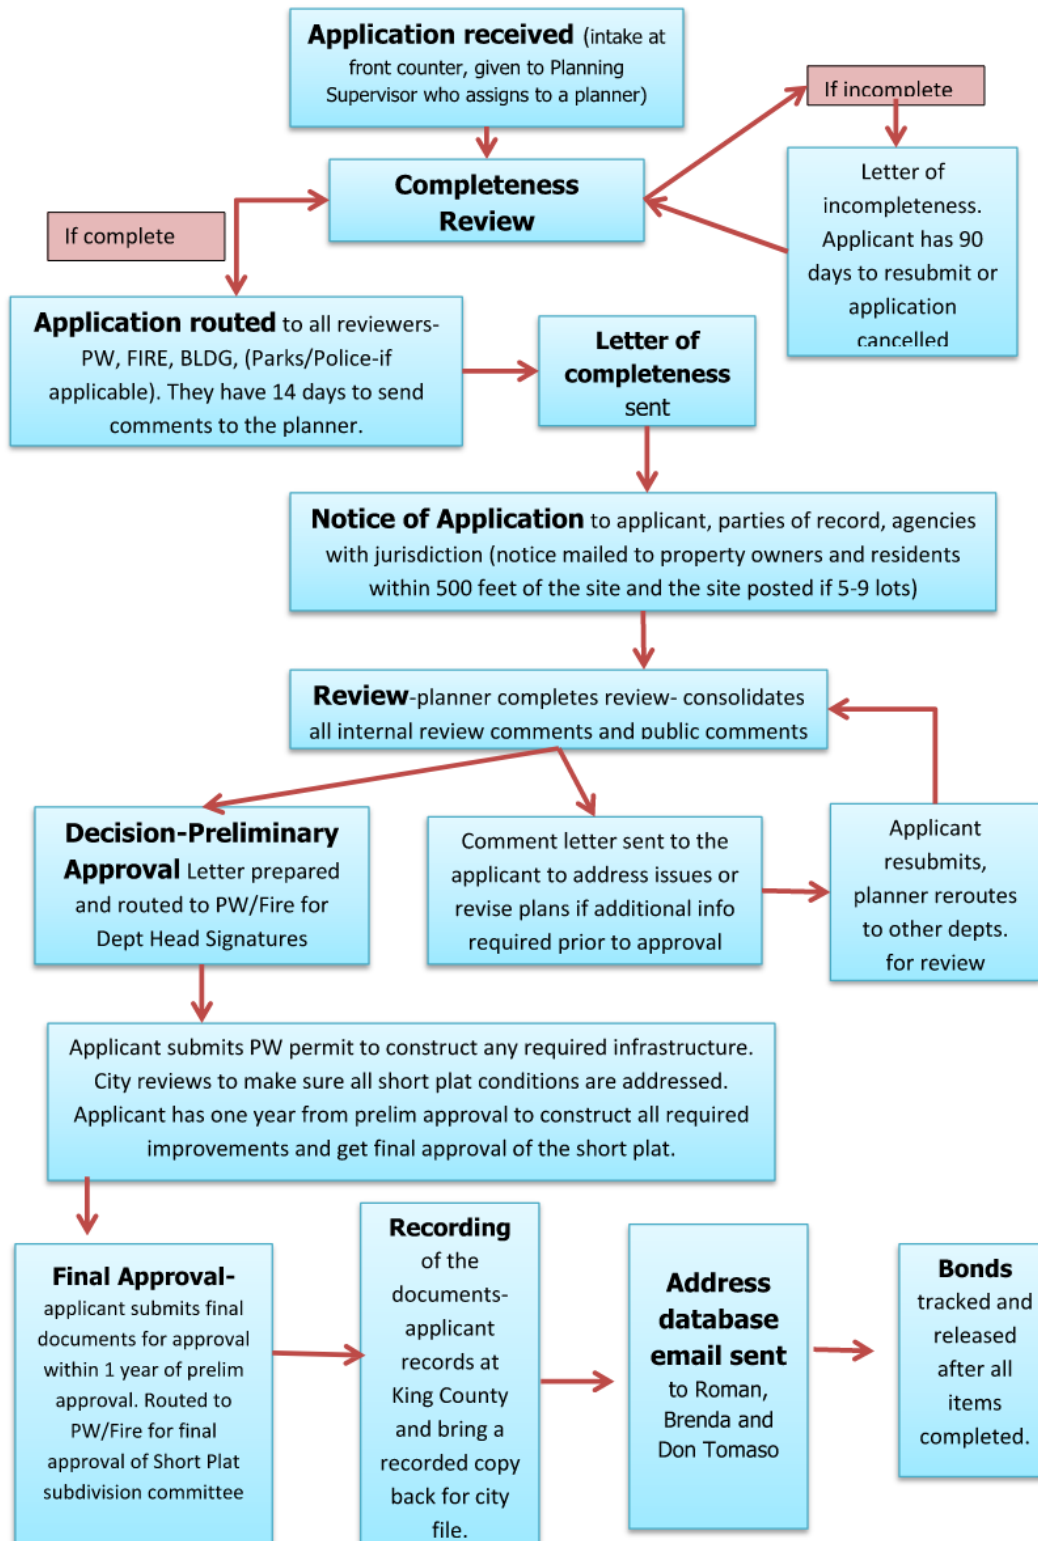 Application received (intake at
front counter, given to Planning
Supervisor who assigns to a planner)
If incomplete
Completeness
Review
Letter of
incompleteness.
Applicant has 90
days to resubmit or
application
cancelled
If complete
Application routed to all reviewers-
PW, FIRE, BLDG, (Parks/Police-if
applicable). They have 14 days to send
comments to the planner.
Letter of
completeness
sent
Notice of Application to applicant, parties of record, agencies
with jurisdiction (notice mailed to property owners and residents
within 500 feet of the site and the site posted if 5-9 lots)
Review-planner completes review- consolidates
all internal review comments and public comments
Decision-Preliminary
Approval Letter prepared
and routed to PW/Fire for
Dept Head Signatures
Comment letter sent to the
applicant to address issues or
revise plans if additional info
required prior to approval
Applicant
resubmits,
planner reroutes
to other depts.
for review
Applicant submits PW permit to construct any required infrastructure.
City reviews to make sure all short plat conditions are addressed.
Applicant has one year from prelim approval to construct all required
improvements and get final approval of the short plat.
Final Approval-
applicant submits final
documents for approval
within 1 year of prelim
approval. Routed to
PW/Fire for final
approval of Short Plat
subdivision committee
Recording
of the
documents-
applicant
records at
King County
and bring a
recorded copy
back for city
file.
Address
database
email sent
to Roman,
Brenda and
Don Tomaso
Bonds
tracked and
released
after all
items
completed.